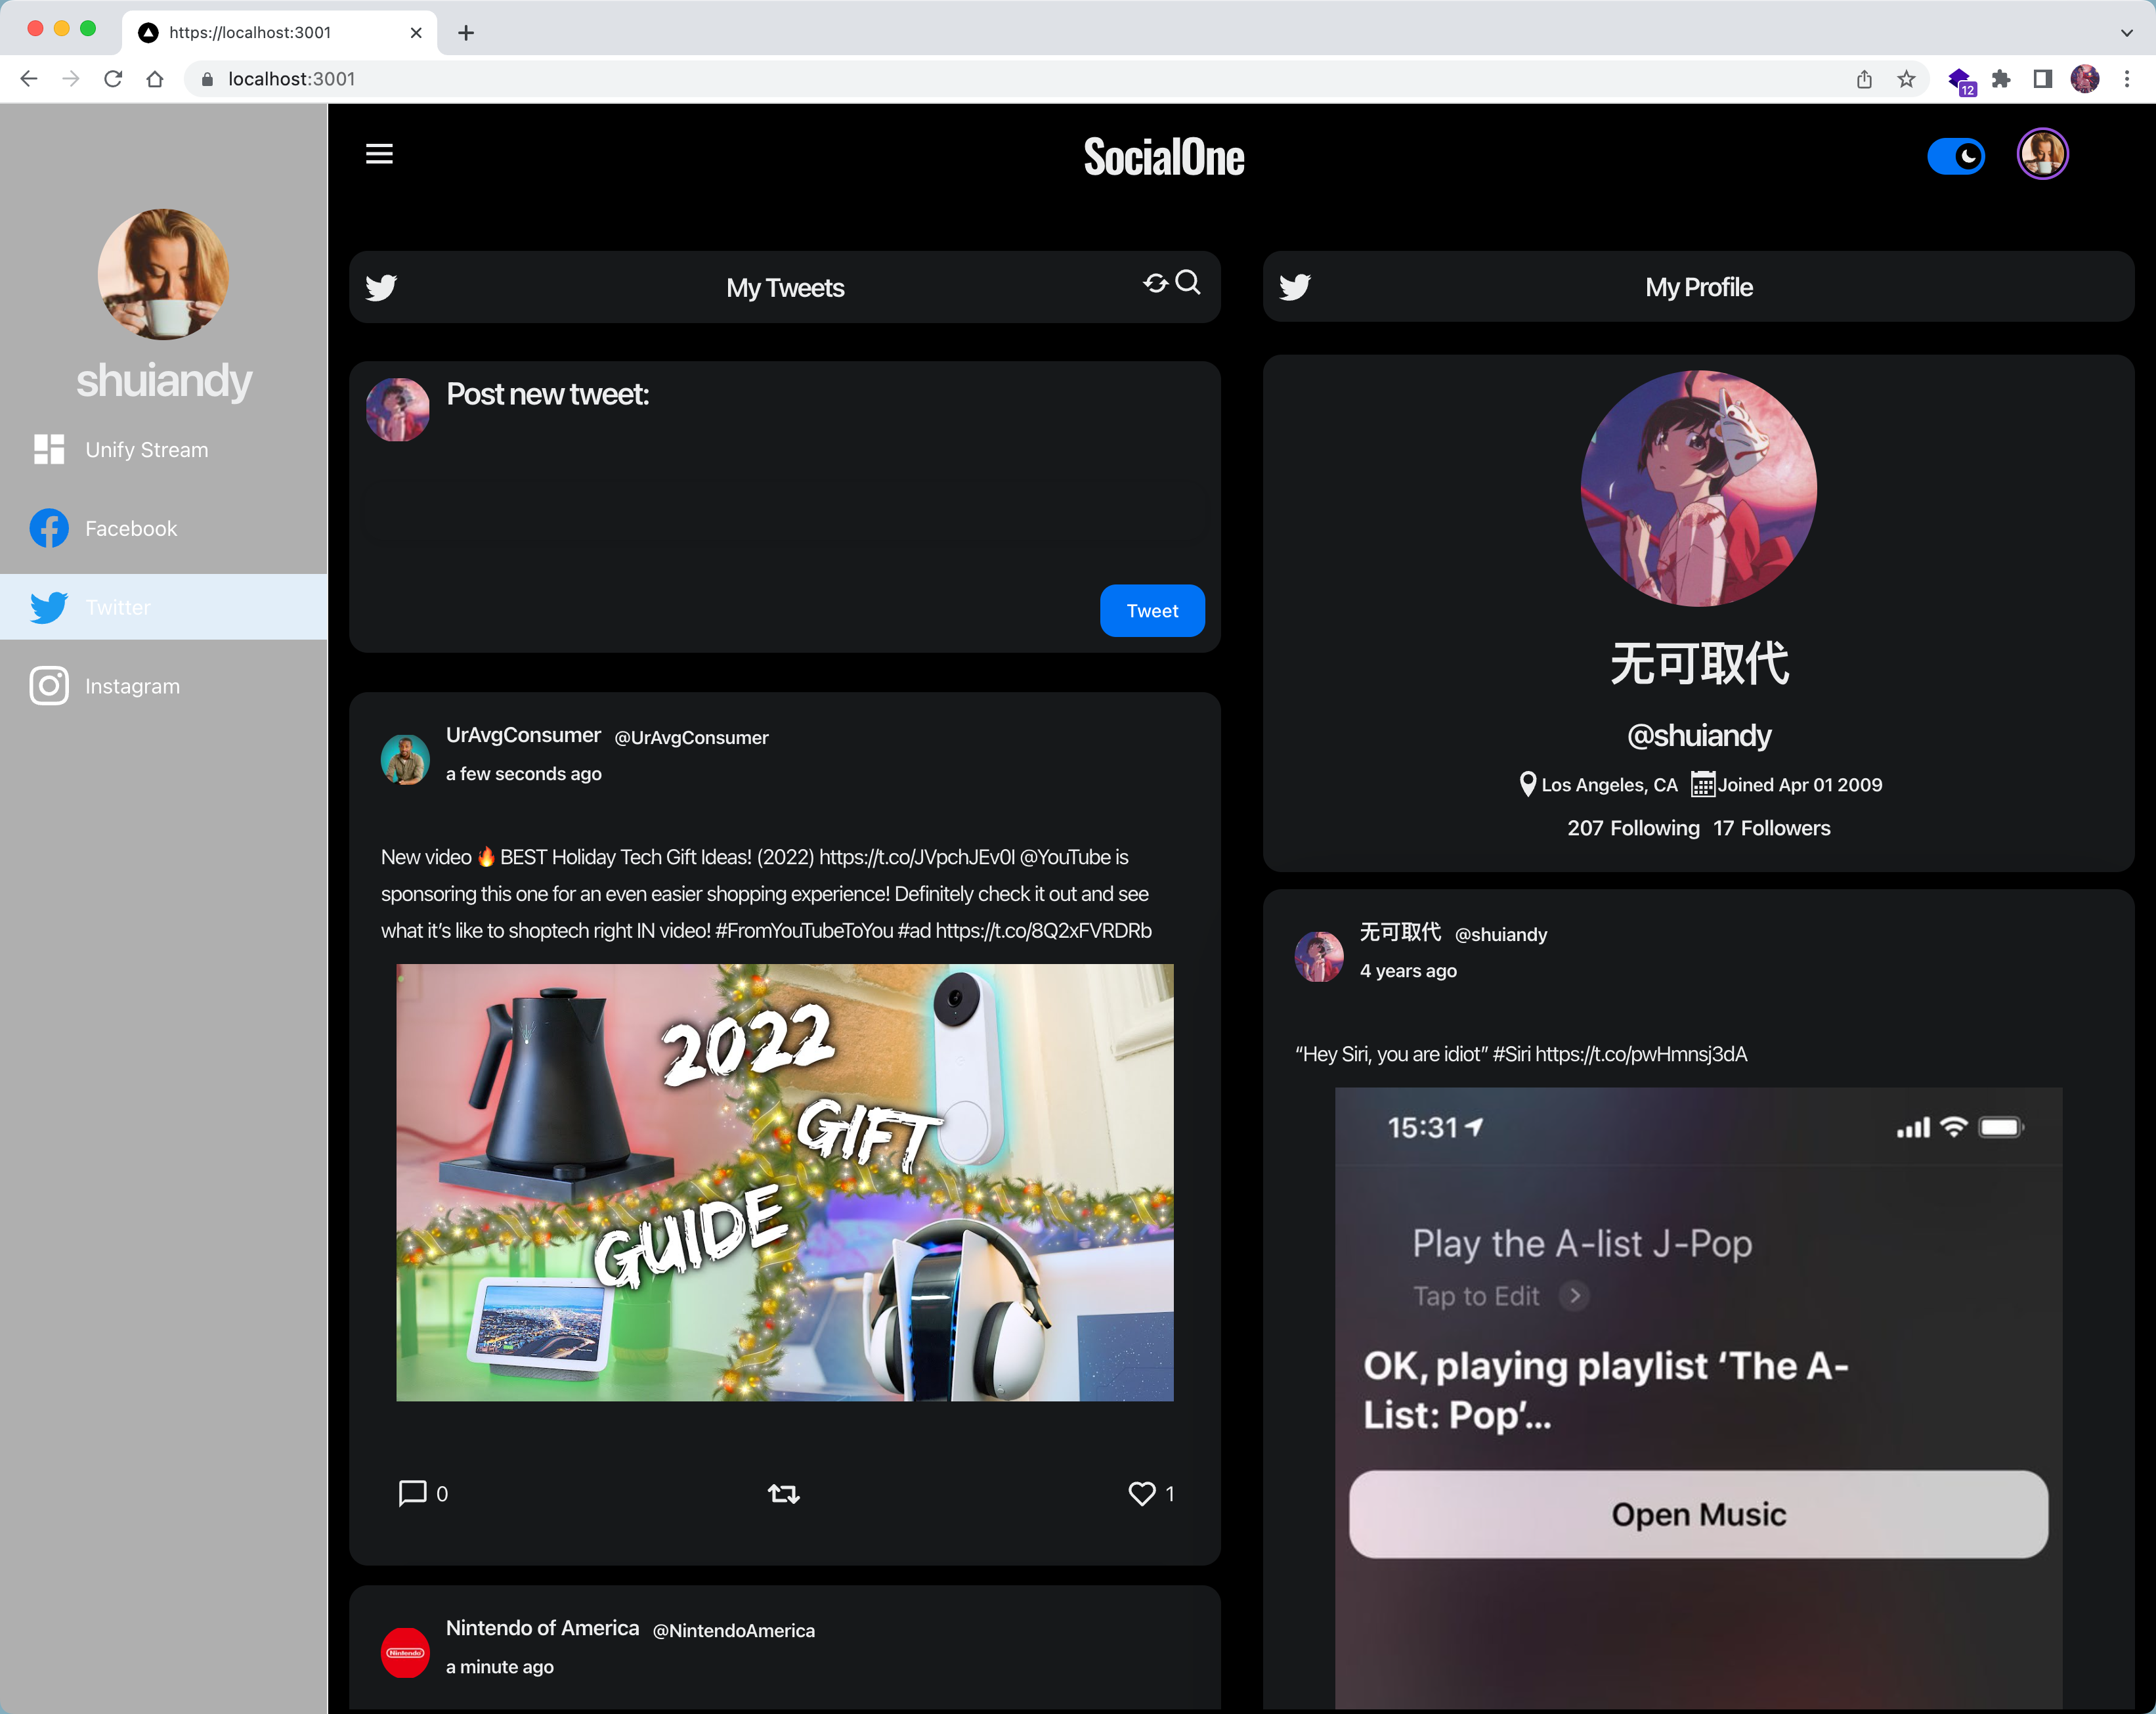 https://localhost:3001
localhost:3001
12
SocialOne
shuiandy
Unify Stream
Facebook
Twitter
Instagram
My Tweets
Post new tweet:
Tweet
UrAvgConsumer @UrAvgConsumer
a few seconds ago
New video 🔥 BEST Holiday Tech Gift Ideas! (2022) https://t.co/JVpchJEv0I @YouTube is
sponsoring this one for an even easier shopping experience! Definitely check it out and see
what it’s like to shoptech right IN video! #FromYouTubeToYou #ad https://t.co/8Q2xFVRDRb
2022
GIFT
GUIDE
0
1
Nintendo of America @NintendoAmerica
Nintendo
a minute ago
My Profile
无可取代
@shuiandy
Los Angeles, CA Joined Apr 01 2009
207 Following 17 Followers
无可取代 @shuiandy
4 years ago
“Hey Siri, you are idiot” #Siri https://t.co/pwHmnsj3dA
15:31
Play the A-list J-Pop
Tap to Edit
OK, playing playlist ‘The A-
List: Pop’...
Open Music